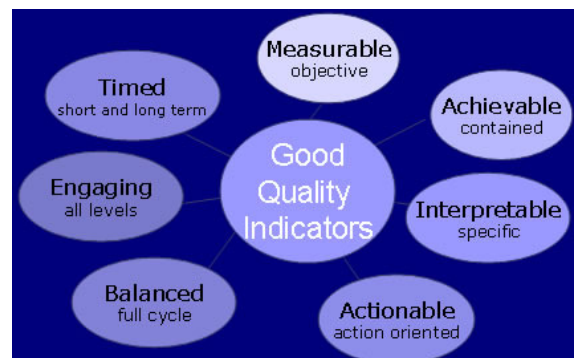 Good
Quality
Indicators
Measurable
objective
Achievable
contained
Interpretable
specific
Actionable
action oriented
Balanced
full cycle
Engaging
all levels
Timed
short and long term